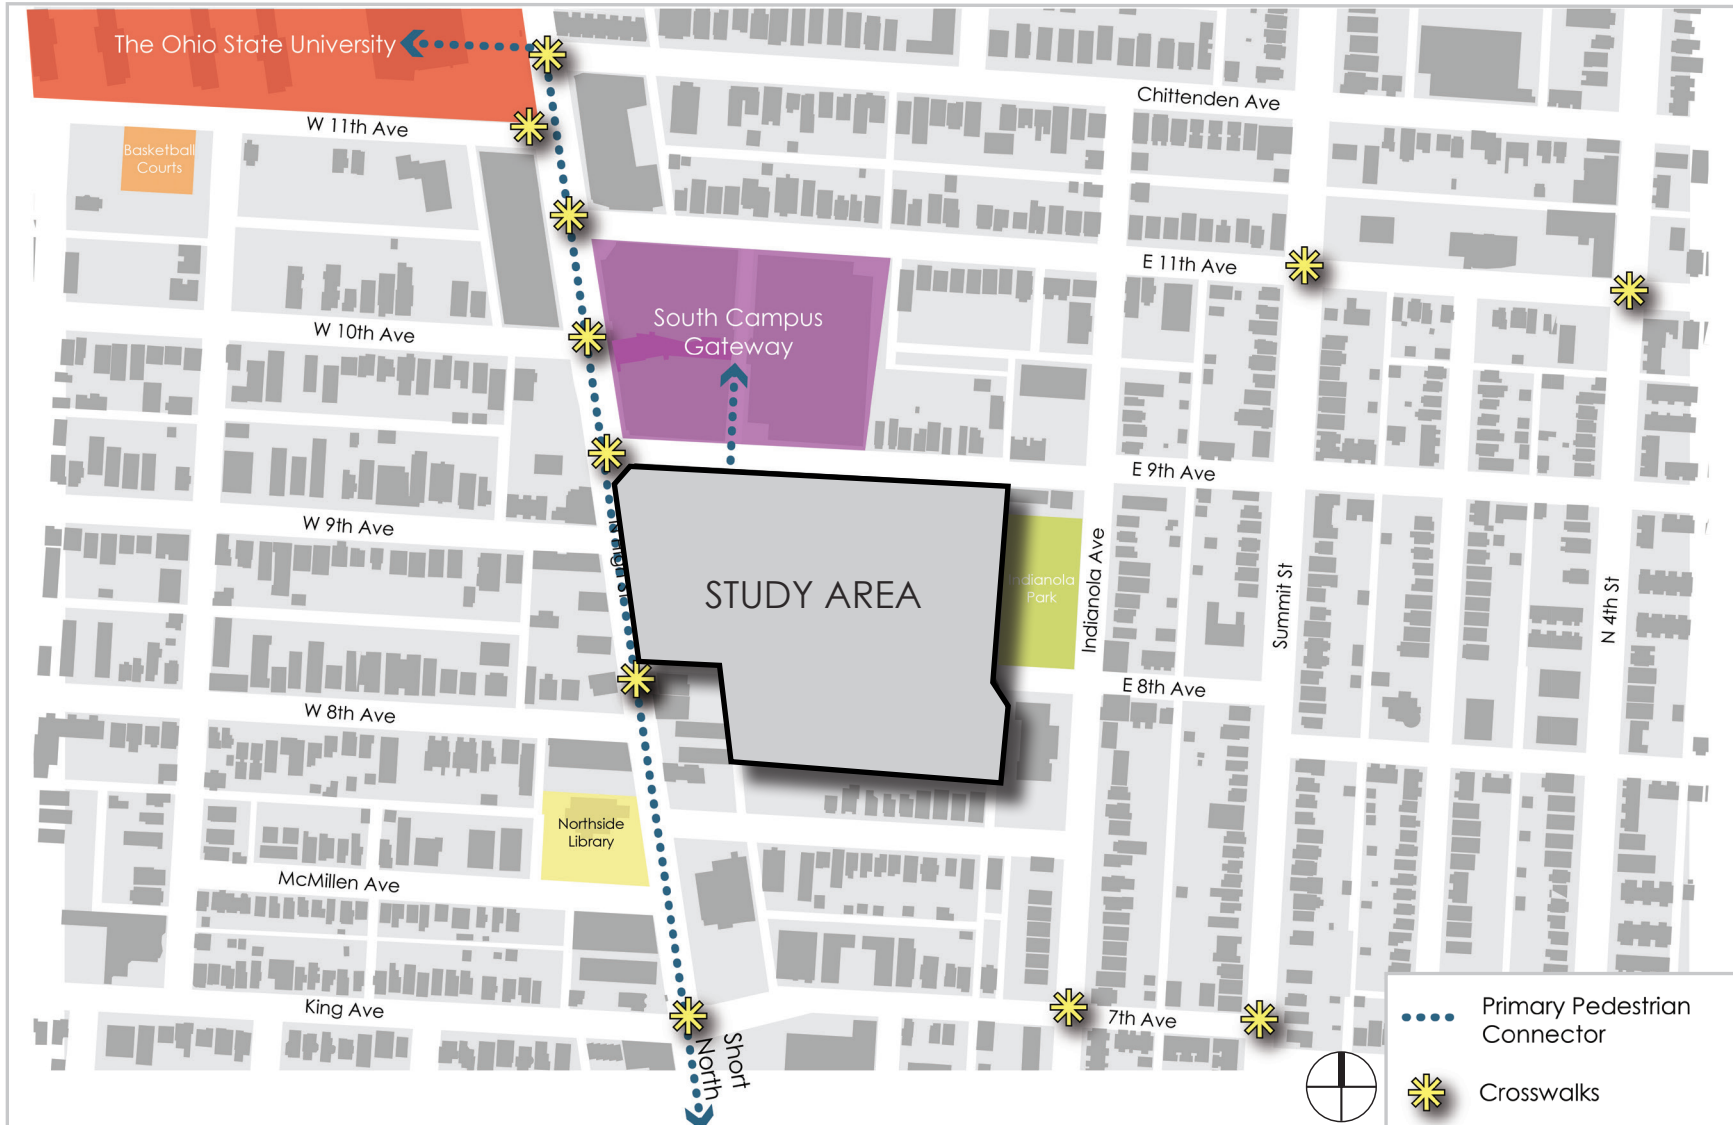 The Ohio State University
Chittenden Ave
W 11th Ave
Basketball
Courts
E 11th Ave
W 10th Ave
South Campus
Gateway
E 9th Ave
W 9th Ave
N High St
STUDY AREA
Indianola
Park
Indianola Ave
Summit St
N 4th St
E 8th Ave
W 8th Ave
Northside
Library
McMillen Ave
King Ave
7th Ave
Short
North
Primary Pedestrian
Connector
Crosswalks